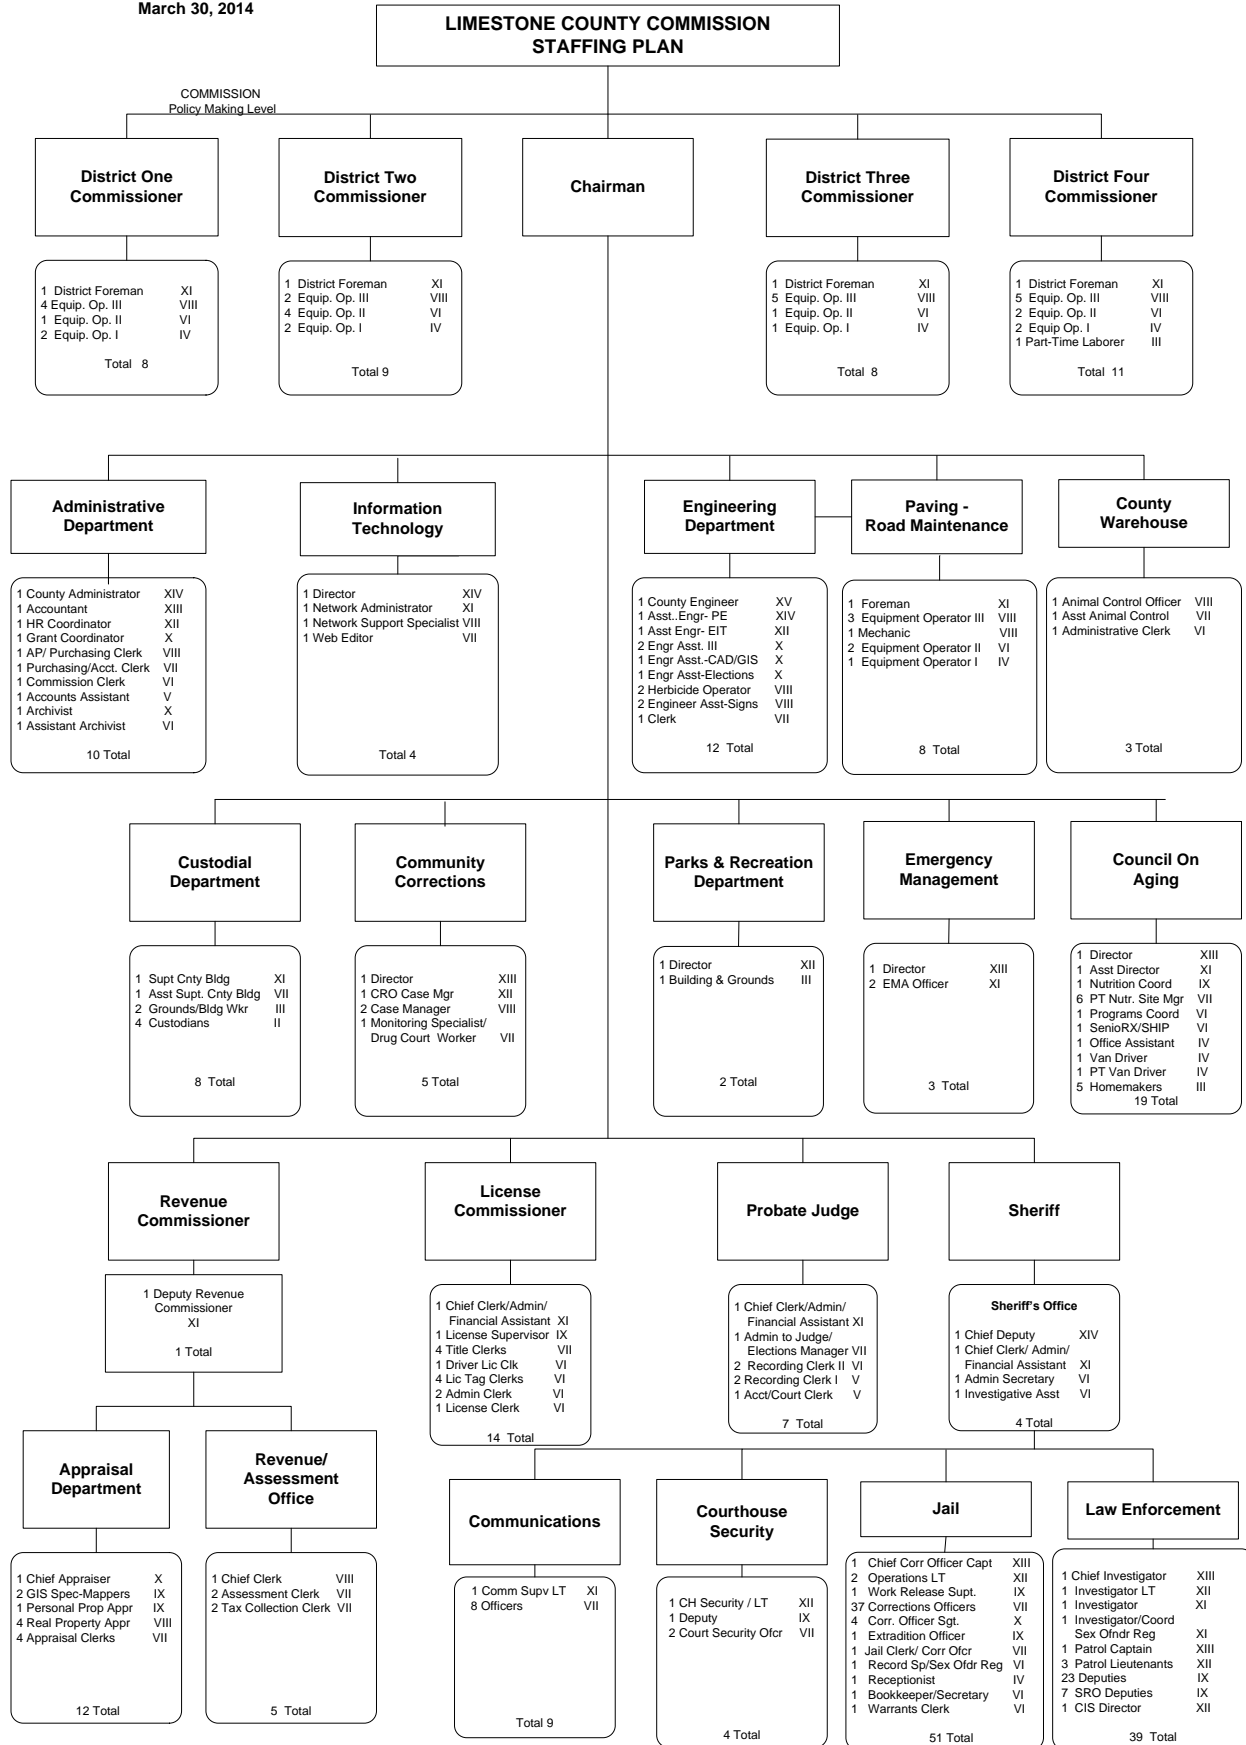 March 30, 2014
LIMESTONE COUNTY COMMISSION
STAFFING PLAN
COMMISSION
Policy Making Level
District One
Commissioner
District Two
Commissioner
Chairman
District Three
Commissioner
District Four
Commissioner
1 District Foreman XI
4 Equip. Op. III VIII
1 Equip. Op. II VI
2 Equip. Op. I IV
Total 8
1 District Foreman XI
2 Equip. Op. III VIII
4 Equip. Op. II VI
2 Equip. Op. I IV
Total 9
1 District Foreman XI
5 Equip. Op. III VIII
1 Equip. Op. II VI
1 Equip. Op. I IV
Total 8
1 District Foreman XI
5 Equip. Op. III VIII
2 Equip. Op. II VI
2 Equip Op. I IV
1 Part-Time Laborer III
Total 11
Administrative
Department
Information
Technology
Engineering
Department
Paving -
Road Maintenance
County
Warehouse
1 County Administrator XIV
1 Accountant XIII
1 HR Coordinator XII
1 Grant Coordinator X
1 AP/ Purchasing Clerk VIII
1 Purchasing/Acct. Clerk VII
1 Commission Clerk VI
1 Accounts Assistant V
1 Archivist X
1 Assistant Archivist VI
10 Total
1 Director XIV
1 Network Administrator XI
1 Network Support Specialist VIII
1 Web Editor VII
Total 4
1 County Engineer XV
1 Asst..Engr- PE XIV
1 Asst Engr- EIT XII
2 Engr Asst. III X
1 Engr Asst.-CAD/GIS X
1 Engr Asst-Elections X
2 Herbicide Operator VIII
2 Engineer Asst-Signs VIII
1 Clerk VII
12 Total
1 Foreman XI
3 Equipment Operator III VIII
1 Mechanic VIII
2 Equipment Operator II VI
1 Equipment Operator I IV
8 Total
1 Animal Control Officer VIII
1 Asst Animal Control VII
1 Administrative Clerk VI
3 Total
Custodial
Department
Community
Corrections
Parks & Recreation
Department
Emergency
Management
Council On
Aging
1 Supt Cnty Bldg XI
1 Asst Supt. Cnty Bldg VII
2 Grounds/Bldg Wkr III
4 Custodians II
8 Total
1 Director XIII
1 CRO Case Mgr XII
2 Case Manager VIII
1 Monitoring Specialist/
Drug Court Worker VII
5 Total
1 Director XII
1 Building & Grounds III
2 Total
1 Director XIII
2 EMA Officer XI
3 Total
1 Director XIII
1 Asst Director XI
1 Nutrition Coord IX
6 PT Nutr. Site Mgr VII
1 Programs Coord VI
1 SenioRX/SHIP VI
1 Office Assistant IV
1 Van Driver IV
1 PT Van Driver IV
5 Homemakers III
19 Total
Revenue
Commissioner
License
Commissioner
Probate Judge
Sheriff
1 Deputy Revenue
Commissioner
XI
1 Total
1 Chief Clerk/Admin/
Financial Assistant XI
1 License Supervisor IX
4 Title Clerks VII
1 Driver Lic Clk VI
4 Lic Tag Clerks VI
2 Admin Clerk VI
1 License Clerk VI
14 Total
1 Chief Clerk/Admin/
Financial Assistant XI
1 Admin to Judge/
Elections Manager VII
2 Recording Clerk II VI
2 Recording Clerk I V
1 Acct/Court Clerk V
7 Total
Sheriff's Office
1 Chief Deputy XIV
1 Chief Clerk/ Admin/
Financial Assistant XI
1 Admin Secretary VI
1 Investigative Asst VI
4 Total
Appraisal
Department
Revenue/
Assessment
Office
Communications
Courthouse
Security
Jail
Law Enforcement
1 Chief Appraiser X
2 GIS Spec-Mappers IX
1 Personal Prop Appr IX
4 Real Property Appr VIII
4 Appraisal Clerks VII
12 Total
1 Chief Clerk VIII
2 Assessment Clerk VII
2 Tax Collection Clerk VII
5 Total
1 Comm Supv LT XI
8 Officers VII
Total 9
1 CH Security / LT XII
1 Deputy IX
2 Court Security Ofcr VII
4 Total
1 Chief Corr Officer Capt XIII
2 Operations LT XII
1 Work Release Supt. IX
37 Corrections Officers VII
4 Corr. Officer Sgt. X
1 Extradition Officer IX
1 Jail Clerk/ Corr Ofcr VII
1 Record Sp/Sex Ofdr Reg VI
1 Receptionist IV
1 Bookkeeper/Secretary VI
1 Warrants Clerk VI
51 Total
1 Chief Investigator XIII
1 Investigator LT XII
1 Investigator XI
1 Investigator/Coord
Sex Ofndr Reg XI
1 Patrol Captain XIII
3 Patrol Lieutenants XII
23 Deputies IX
7 SRO Deputies IX
1 CIS Director XII
39 Total